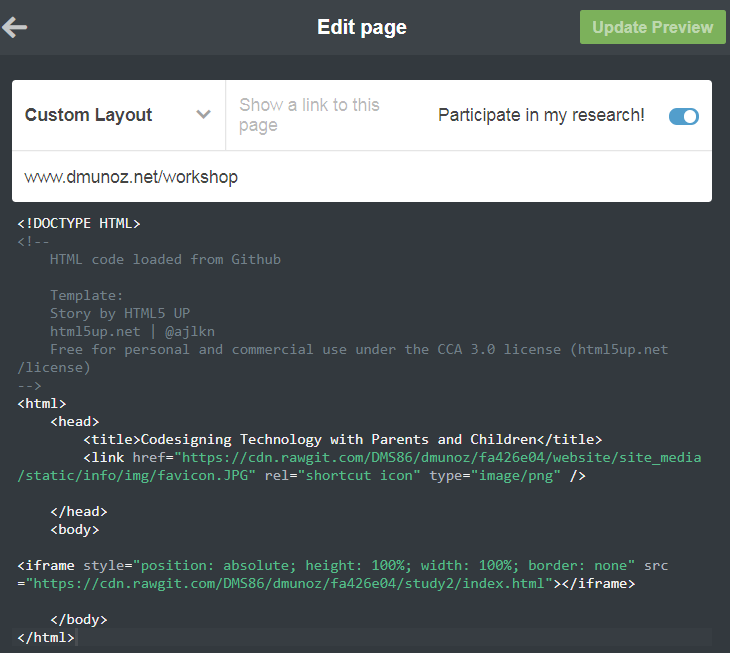 Edit page
Update Preview
Custom Layout
Show a link to this
page
Participate in my research!
www.dmunoz.net/workshop
<!DOCTYPE HTML>
<!--
HTML code loaded from Github
Template:
Story by HTML5 UP
html5up.net | @ajlkn
Free for personal and commercial use under the CCA 3.0 license (html5up.net
/license)
-->
<html>
<head>
<title>Codesigning Technology with Parents and Children</title>
<link href="https://cdn.rawgit.com/DMS86/dmunoz/fa426e04/website/site_media
/static/info/img/favicon.JPG" rel="shortcut icon" type="image/png" />
</head>
<body>
<iframe style="position: absolute; height: 100%; width: 100%; border: none" src
="https://cdn.rawgit.com/DMS86/dmunoz/fa426e04/study2/index.html"></iframe>
</body>
</html>